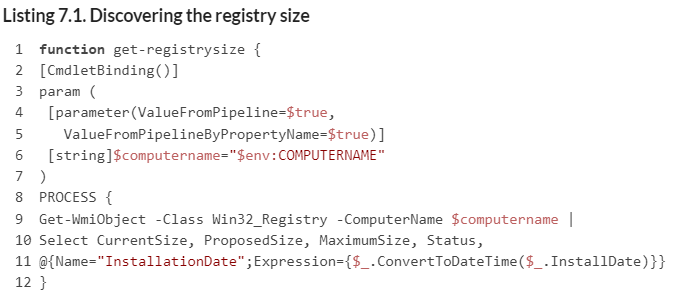 Listing 7.1. Discovering the registry size
1 function get-registrysize {
2 [CmdletBinding()]
3 param (
4  [parameter(ValueFromPipeline=$true,
5    ValueFromPipelineByPropertyName=$true)]
6  [string]$computername="$env:COMPUTERNAME"
7 )
8 PROCESS {
9 Get-WmiObject -Class Win32_Registry -ComputerName $computername |
10 Select CurrentSize, ProposedSize, MaximumSize, Status,
11 @{Name="InstallationDate";Expression={$_.ConvertToDateTime($_.InstallDate)}}
12 }